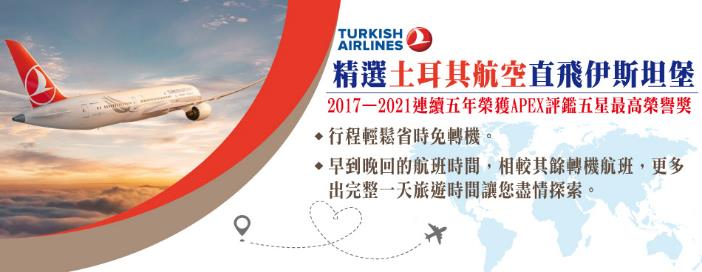 TURKISH
AIRLINES
精選土耳其航空直飛伊斯坦堡
2017—2021連續五年榮獲APEX評鑑五星最高榮譽獎
◆行程輕鬆省時免轉機。
◆早到晚回的航班時間，相較其餘轉機航班，更多
出完整一天旅遊時間讓您盡情探索。